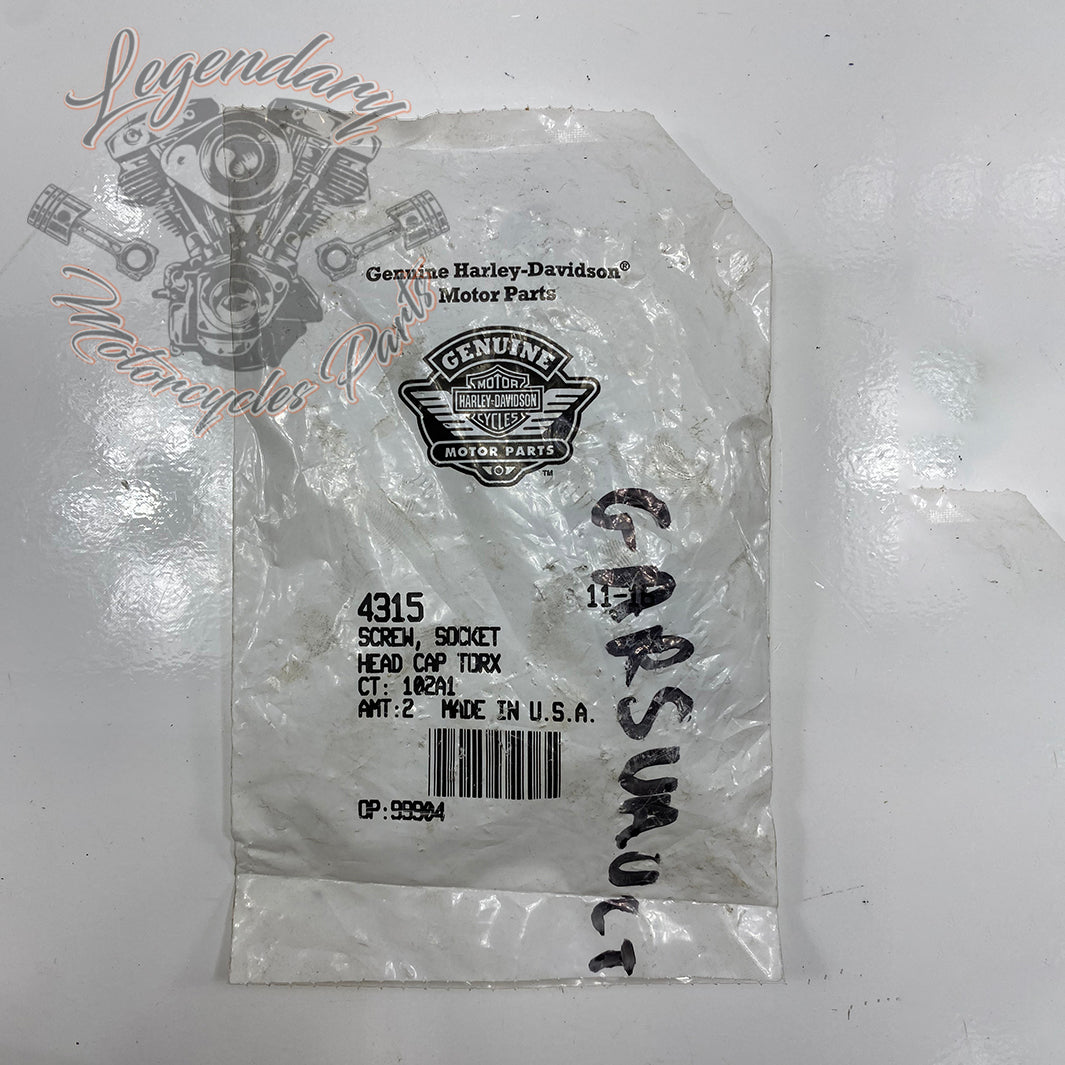 Legendary
Motorcycles Parts
Genuine Harley-Davidson®
Motor Parts
GENUINE
MOTOR
HARLEY-DAVIDSON
CYCLES
MOTOR PARTS
™
4315
SCREW, SOCKET
HEAD CAP TORX
CT: 102A1
AMT:2 MADE IN U.S.A.
OP:99904
GARSUAULT